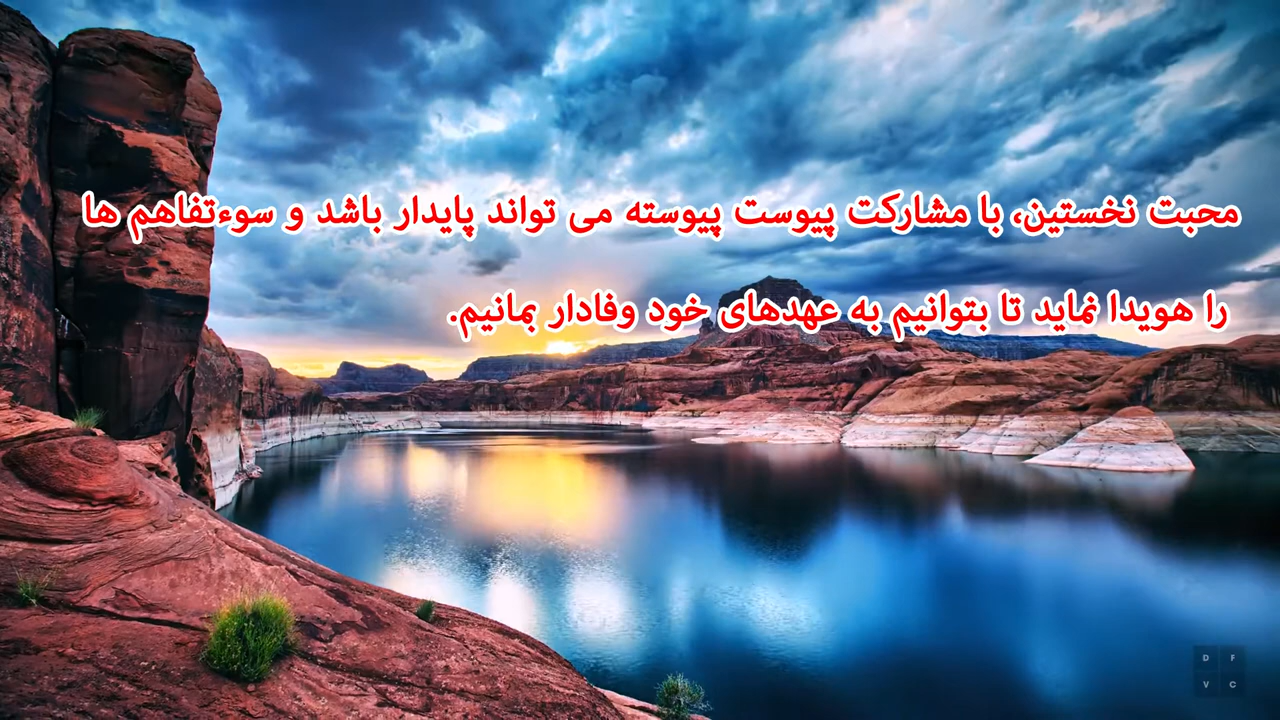 محبت نخستین، با مشارکت پیوست پیوسته می تواند پایدار باشد و سوءتفاهم ها
را هویدا نماید تا بتوانیم به عهدهای خود وفادار بمانیم.
D F
V C